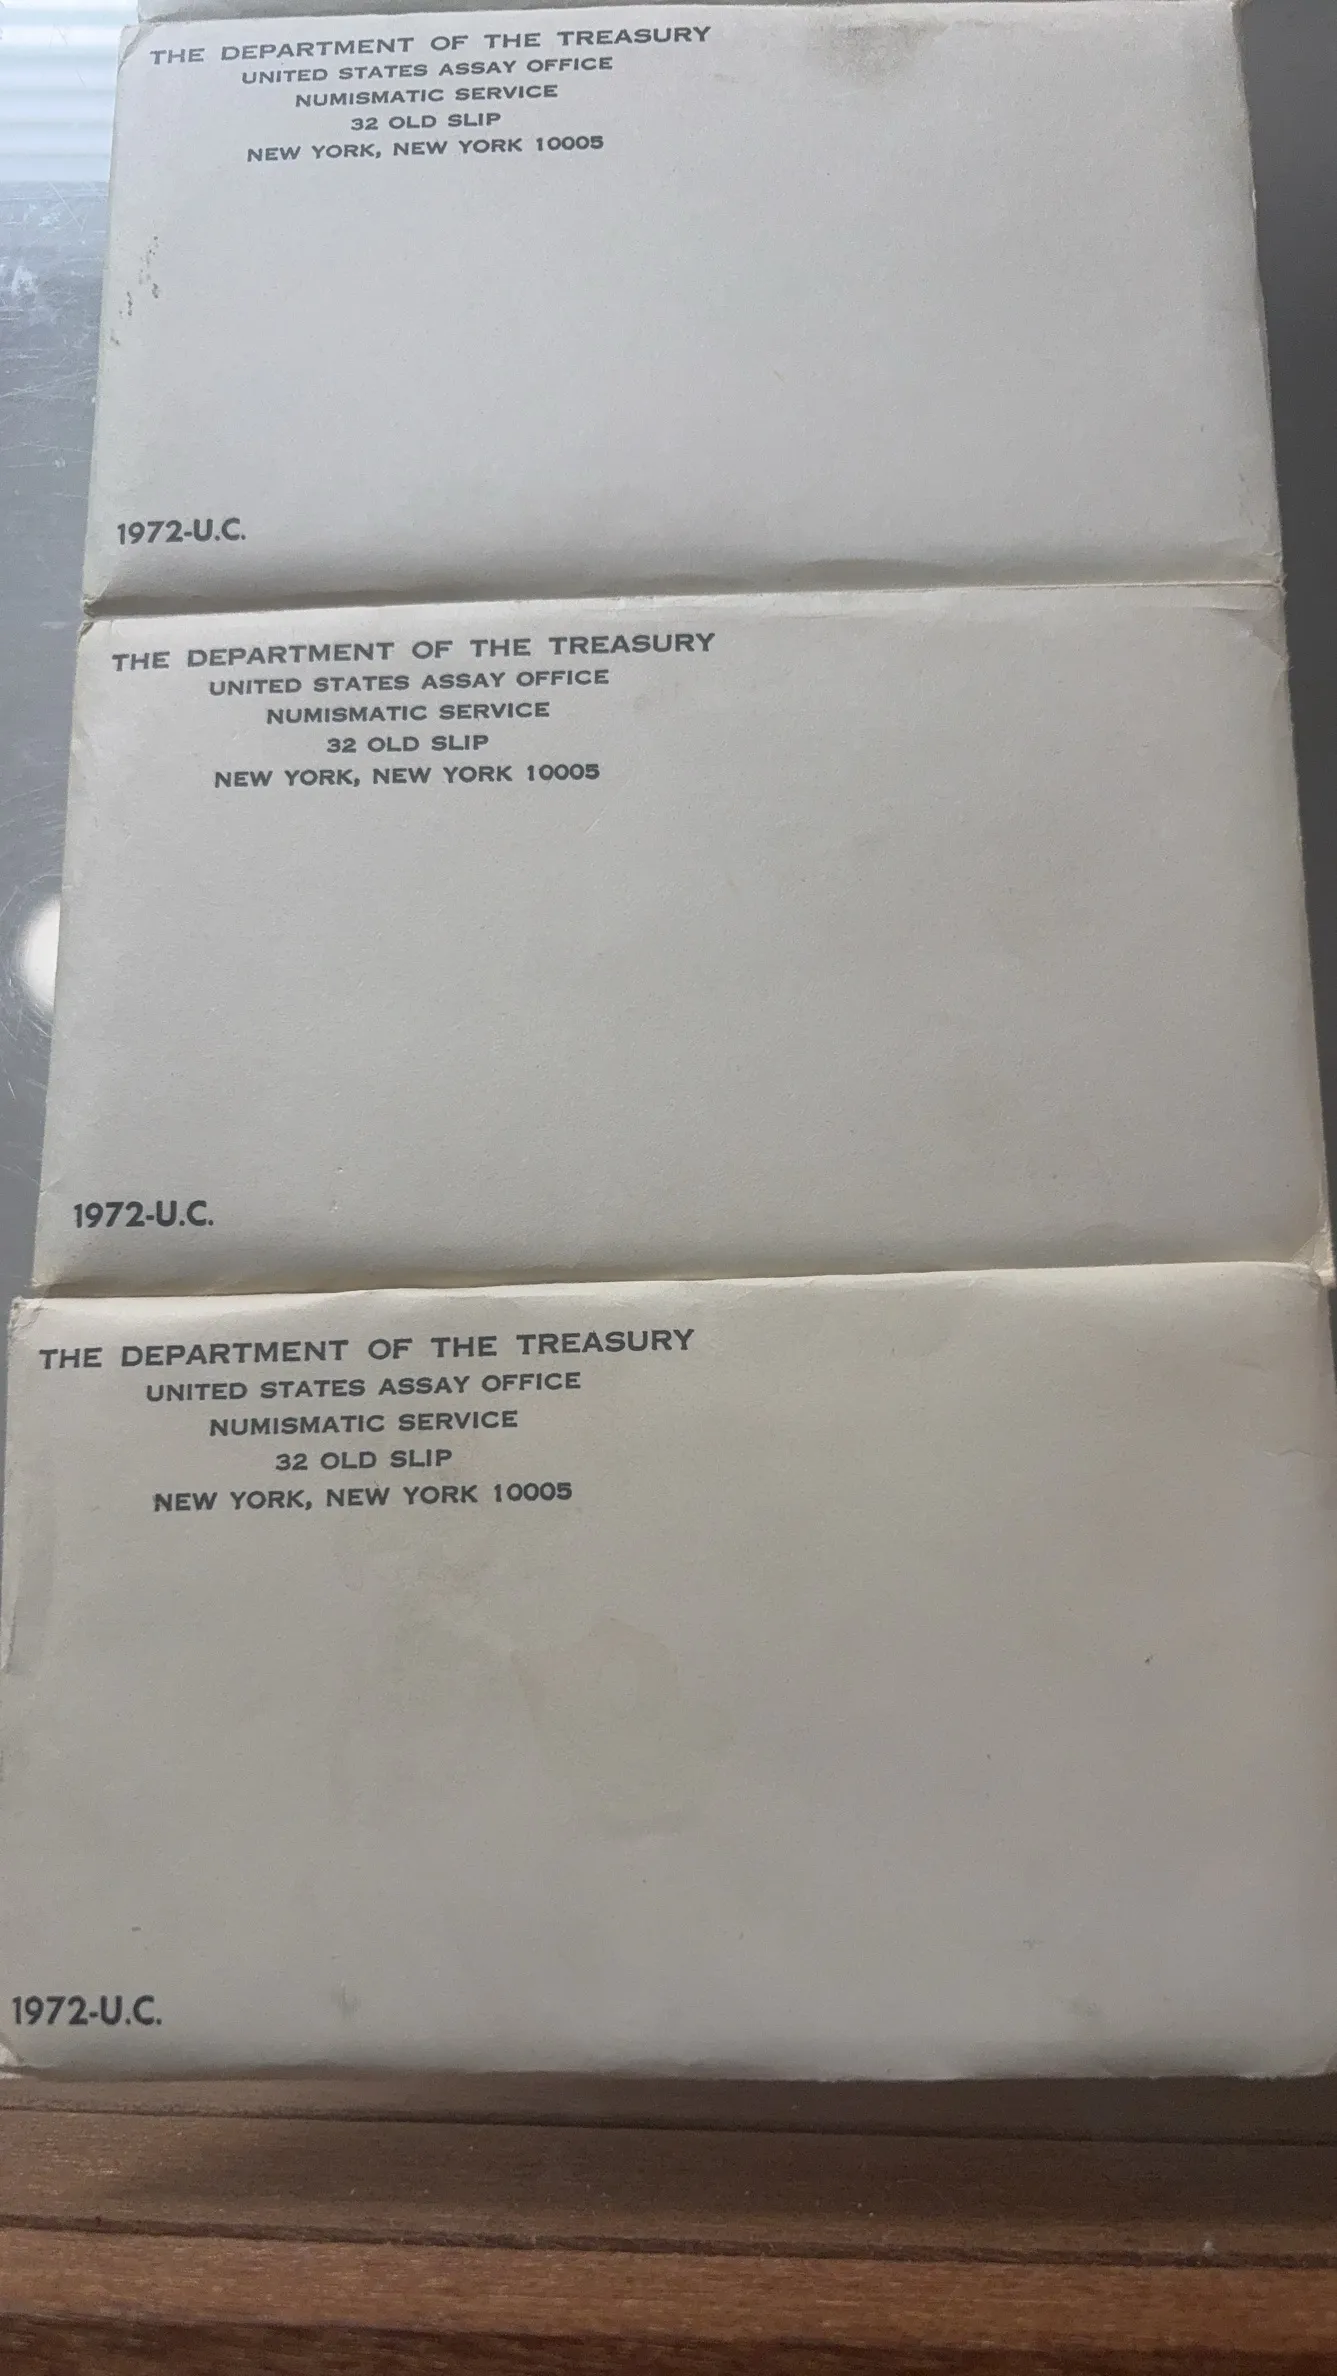 THE DEPARTMENT OF THE TREASURY
UNITED STATES ASSAY OFFICE
NUMISMATIC SERVICE
32 OLD SLIP
NEW YORK, NEW YORK 10005
1972-U.C.
THE DEPARTMENT OF THE TREASURY
UNITED STATES ASSAY OFFICE
NUMISMATIC SERVICE
32 OLD SLIP
NEW YORK, NEW YORK 10005
1972-U.C.
THE DEPARTMENT OF THE TREASURY
UNITED STATES ASSAY OFFICE
NUMISMATIC SERVICE
32 OLD SLIP
NEW YORK, NEW YORK 10005
1972-U.C.